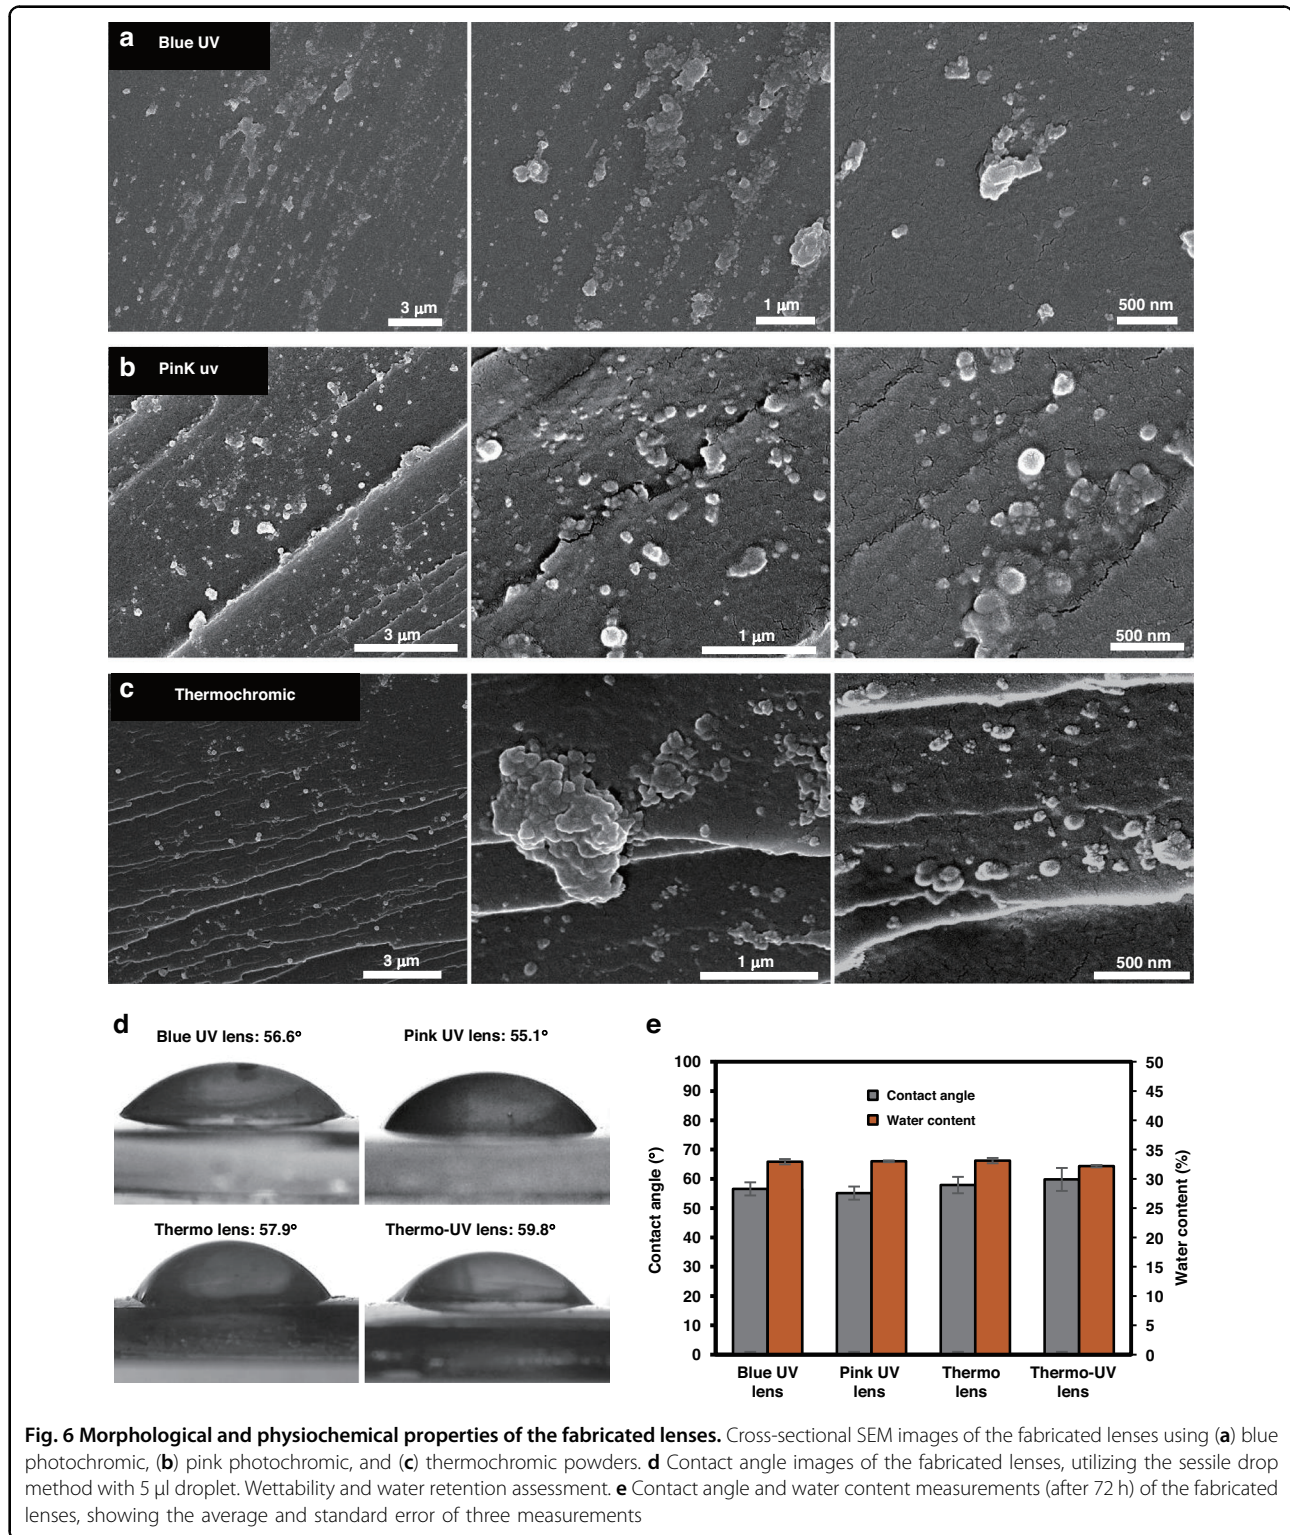 a Blue UV
3 µm
1 µm
500 nm
b PinK uv
3 µm
1 µm
500 nm
c Thermochromic
3 µm
1 µm
500 nm
d
Blue UV lens: 56.6°
Pink UV lens: 55.1°
Thermo lens: 57.9°
Thermo-UV lens: 59.8°
e
100
90
80
70
60
50
40
30
20
10
0
Contact angle (°)
Contact angle
Water content
50
45
40
35
30
25
20
15
10
5
0
Water content (%)
Blue UV
lens
Pink UV
lens
Thermo
lens
Thermo-UV
lens
Fig. 6 Morphological and physiochemical properties of the fabricated lenses. Cross-sectional SEM images of the fabricated lenses using (a) blue
photochromic, (b) pink photochromic, and (c) thermochromic powders. d Contact angle images of the fabricated lenses, utilizing the sessile drop
method with 5 µl droplet. Wettability and water retention assessment. e Contact angle and water content measurements (after 72 h) of the fabricated
lenses, showing the average and standard error of three measurements